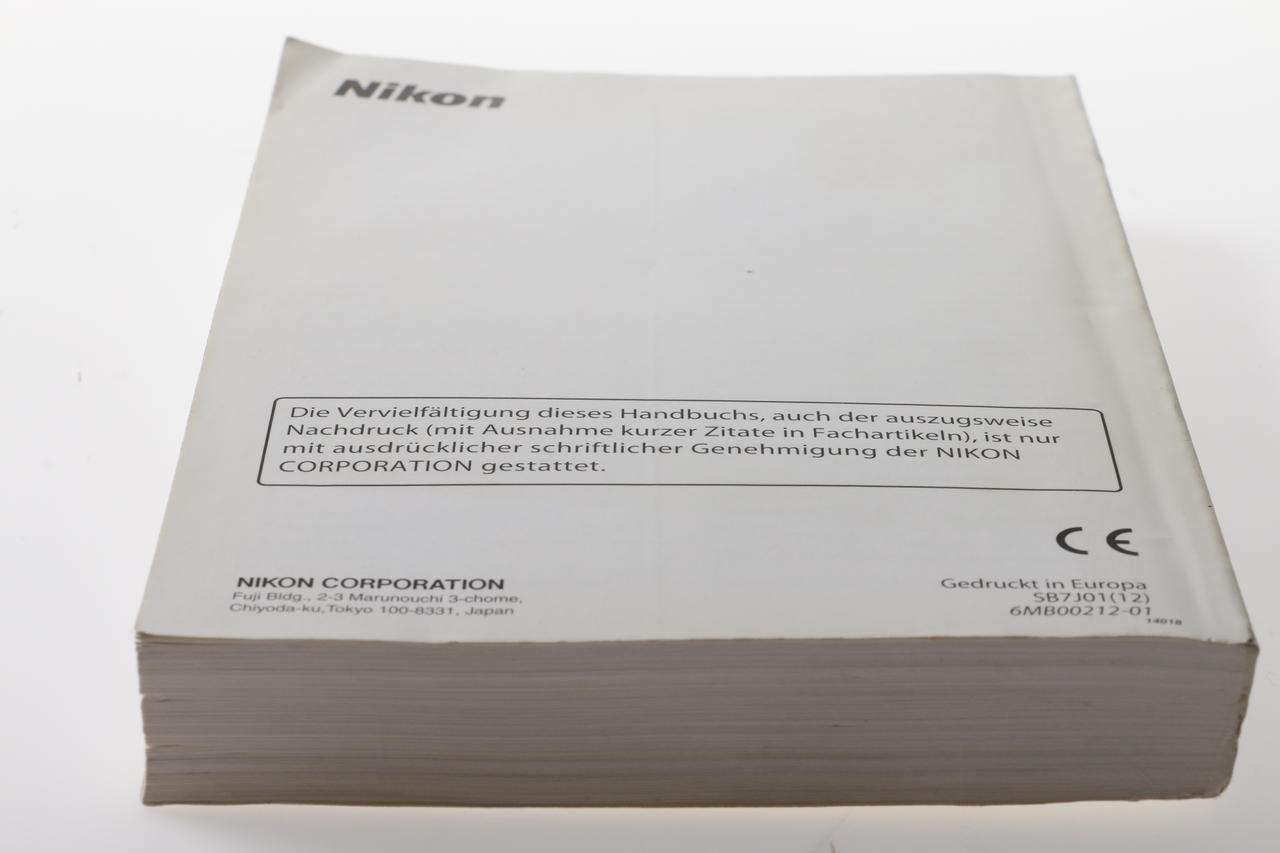 Nikon
Die Vervielfältigung dieses Handbuchs, auch der auszugsweise
Nachdruck (mit Ausnahme kurzer Zitate in Fachartikeln), ist nur
mit ausdrücklicher schriftlicher Genehmigung der NIKON
CORPORATION gestattet.
CE
NIKON CORPORATION
Fuji Bldg., 2-3 Marunouchi 3-chome,
Chiyoda-ku,Tokyo 100-8331, Japan
Gedruckt in Europa
SB7J01(12)
6MB00212-01
14018